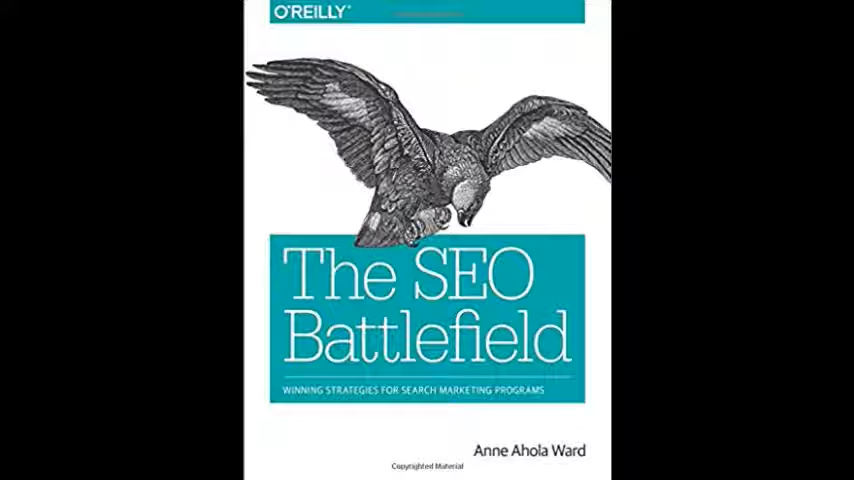 O'REILLY®
The SEO
Battlefield
WINNING STRATEGIES FOR SEARCH MARKETING PROGRAMS
Anne Ahola Ward
Copyrighted Material